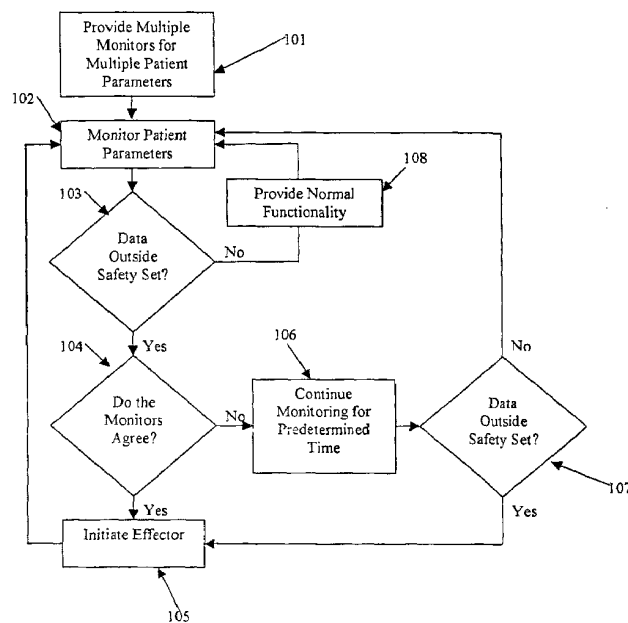 Provide Multiple
Monitors for
Multiple Patient
Parameters
101
102
Monitor Patient
Parameters
108
Provide Normal
Functionality
103
Data
Outside
Safety Set?
No
Yes
104
106
No
Do the
Monitors
Agree?
No
Continue
Monitoring for
Predetermined
Time
Data
Outside
Safety Set?
107
Yes
Yes
Initiate Effector
105